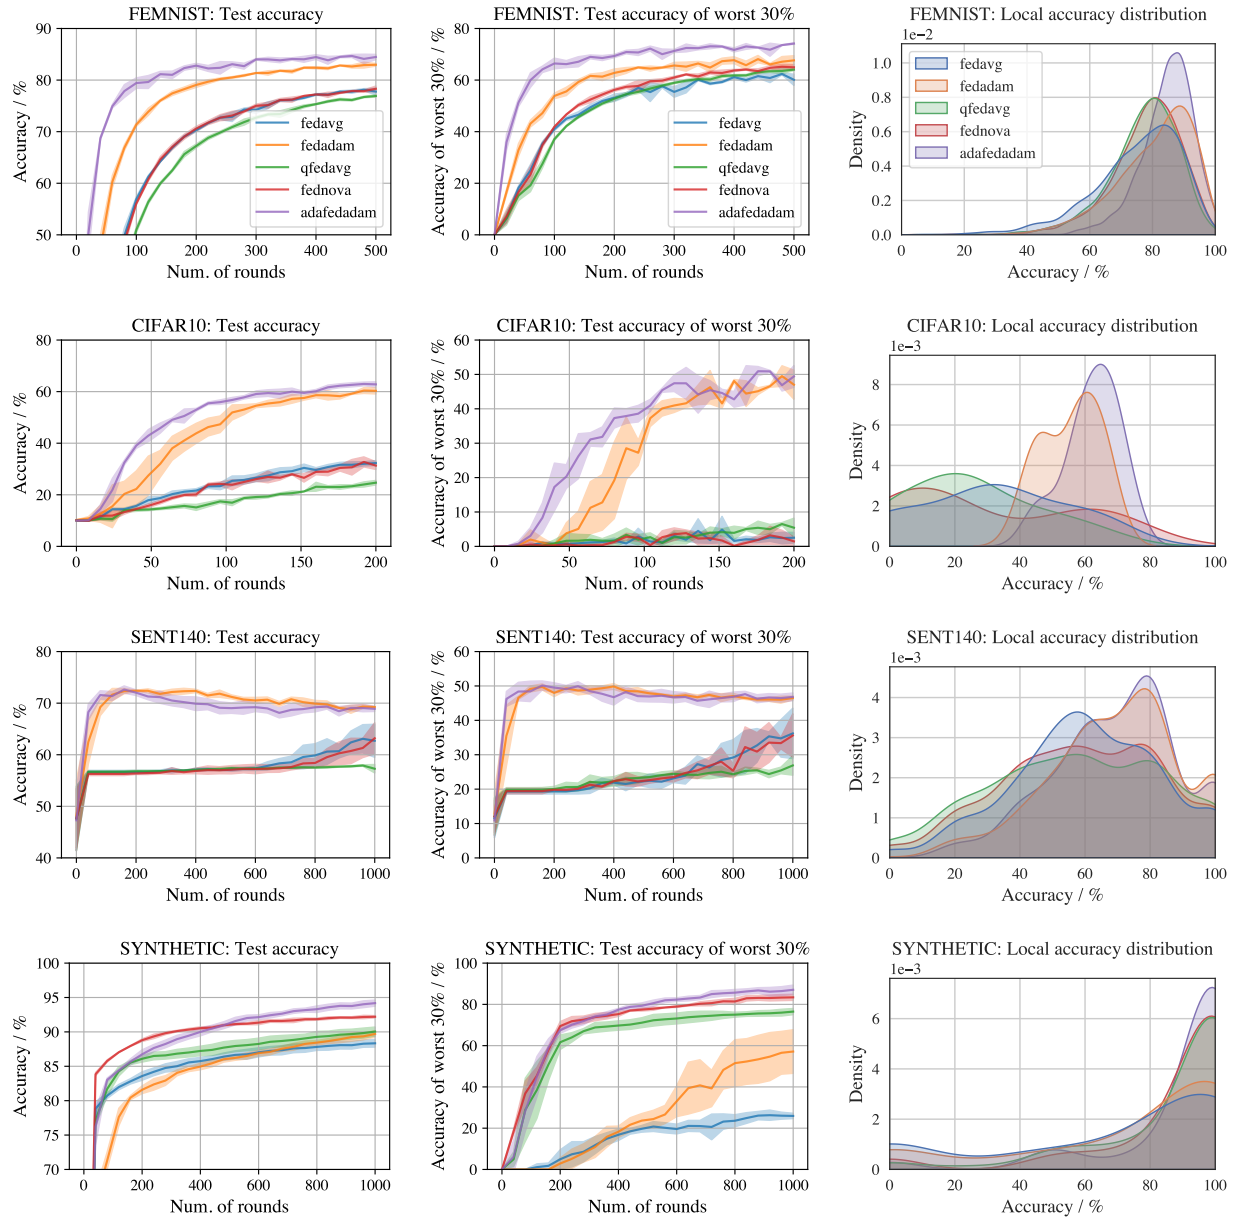 FEMNIST: Test accuracy
90
80
70
60
50
Accuracy / %
0
100
200
300
400
500
Num. of rounds
fedavg
fedadam
qfedavg
fednova
adafedadam
FEMNIST: Test accuracy of worst 30%
80
60
40
20
0
Accuracy of worst 30% / %
0
100
200
300
400
500
Num. of rounds
fedavg
fedadam
qfedavg
fednova
adafedadam
FEMNIST: Local accuracy distribution
1e−2
1.0
0.8
0.6
0.4
0.2
0.0
Density
0
20
40
60
80
100
Accuracy / %
fedavg
fedadam
qfedavg
fednova
adafedadam
CIFAR10: Test accuracy
80
60
40
20
0
Accuracy / %
0
50
100
150
200
Num. of rounds
CIFAR10: Test accuracy of worst 30%
60
50
40
30
20
10
0
Accuracy of worst 30% / %
0
50
100
150
200
Num. of rounds
CIFAR10: Local accuracy distribution
1e−3
8
6
4
2
0
Density
0
20
40
60
80
100
Accuracy / %
SENT140: Test accuracy
80
70
60
50
40
Accuracy / %
0
200
400
600
800
1000
Num. of rounds
SENT140: Test accuracy of worst 30%
60
50
40
30
20
10
0
Accuracy of worst 30% / %
0
200
400
600
800
1000
Num. of rounds
SENT140: Local accuracy distribution
1e−3
4
3
2
1
0
Density
0
20
40
60
80
100
Accuracy / %
SYNTHETIC: Test accuracy
100
95
90
85
80
75
70
Accuracy / %
0
200
400
600
800
1000
Num. of rounds
SYNTHETIC: Test accuracy of worst 30%
100
80
60
40
20
0
Accuracy of worst 30% / %
0
200
400
600
800
1000
Num. of rounds
SYNTHETIC: Local accuracy distribution
1e−3
6
4
2
0
Density
0
20
40
60
80
100
Accuracy / %